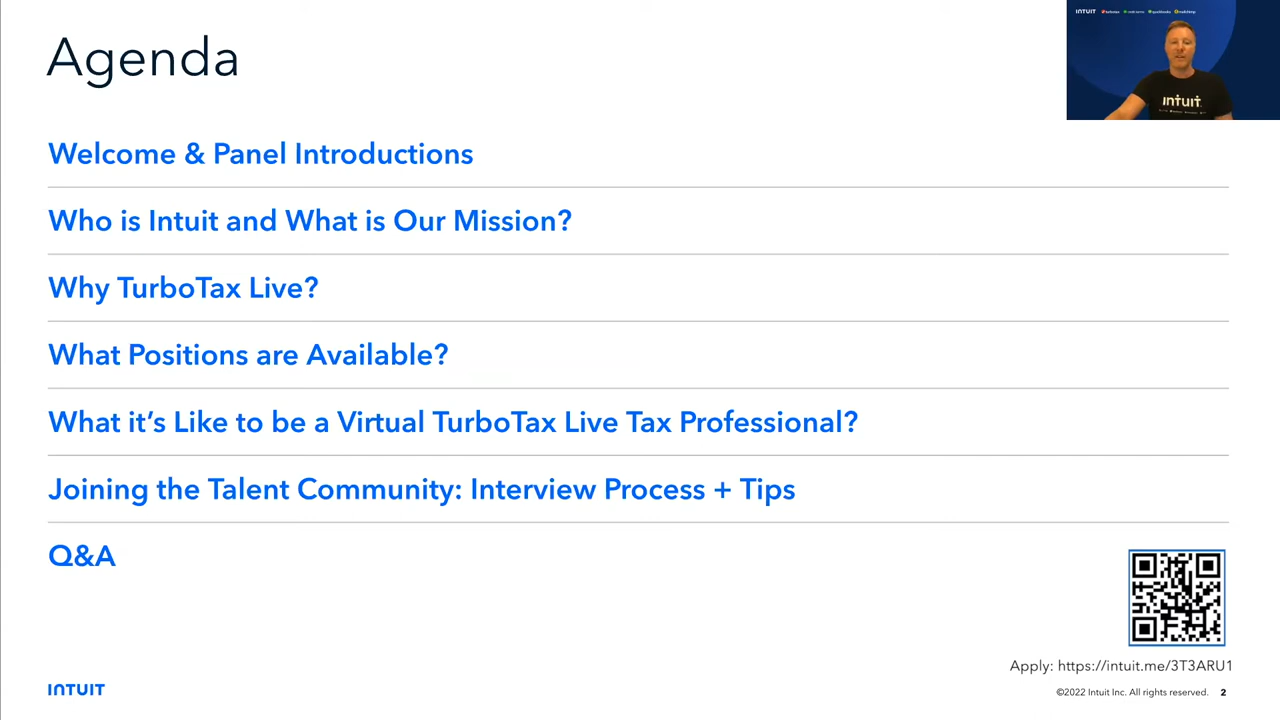 Agenda
INTUIT
INTUIT
Welcome & Panel Introductions
Who is Intuit and What is Our Mission?
Why TurboTax Live?
What Positions are Available?
What it’s Like to be a Virtual TurboTax Live Tax Professional?
Joining the Talent Community: Interview Process + Tips
Q&A
Apply: https://intuit.me/3T3ARU1
INTUIT
©2022 Intuit Inc. All rights reserved. 2